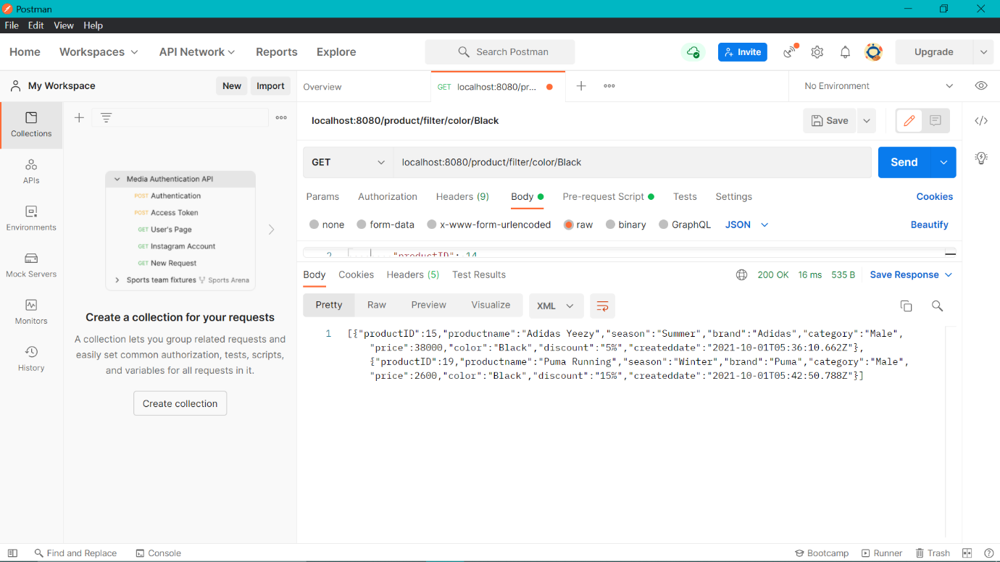 Postman
File Edit View Help
Home Workspaces API Network Reports Explore Search Postman Invite Upgrade
My Workspace New Import Overview GET localhost:8080/pr... No Environment
Collections
APIs
Environments
Mock Servers
Monitors
History
Media Authentication API
POST Authentication
POST Access Token
GET User's Page
GET Instagram Account
GET New Request
Sports team fixtures Sports Arena
Create a collection for your requests
A collection lets you group related requests and
easily set common authorization, tests, scripts,
and variables for all requests in it.
Create collection
localhost:8080/product/filter/color/Black Save
GET localhost:8080/product/filter/color/Black Send
Params Authorization Headers (9) Body Pre-request Script Tests Settings Cookies
none form-data x-www-form-urlencoded raw binary GraphQL JSON Beautify
2 "productID": 14
Body Cookies Headers (5) Test Results 200 OK 16 ms 535 B Save Response
Pretty Raw Preview Visualize XML
1 [{"productID":15,"productname":"Adidas Yeezy","season":"Summer","brand":"Adidas","category":"Male",
"price":38000,"color":"Black","discount":"5%","createddate":"2021-10-01T05:36:10.662Z"},
{"productID":19,"productname":"Puma Running","season":"Winter","brand":"Puma","category":"Male",
"price":2600,"color":"Black","discount":"15%","createddate":"2021-10-01T05:42:50.788Z"}]
Find and Replace Console Bootcamp Runner Trash